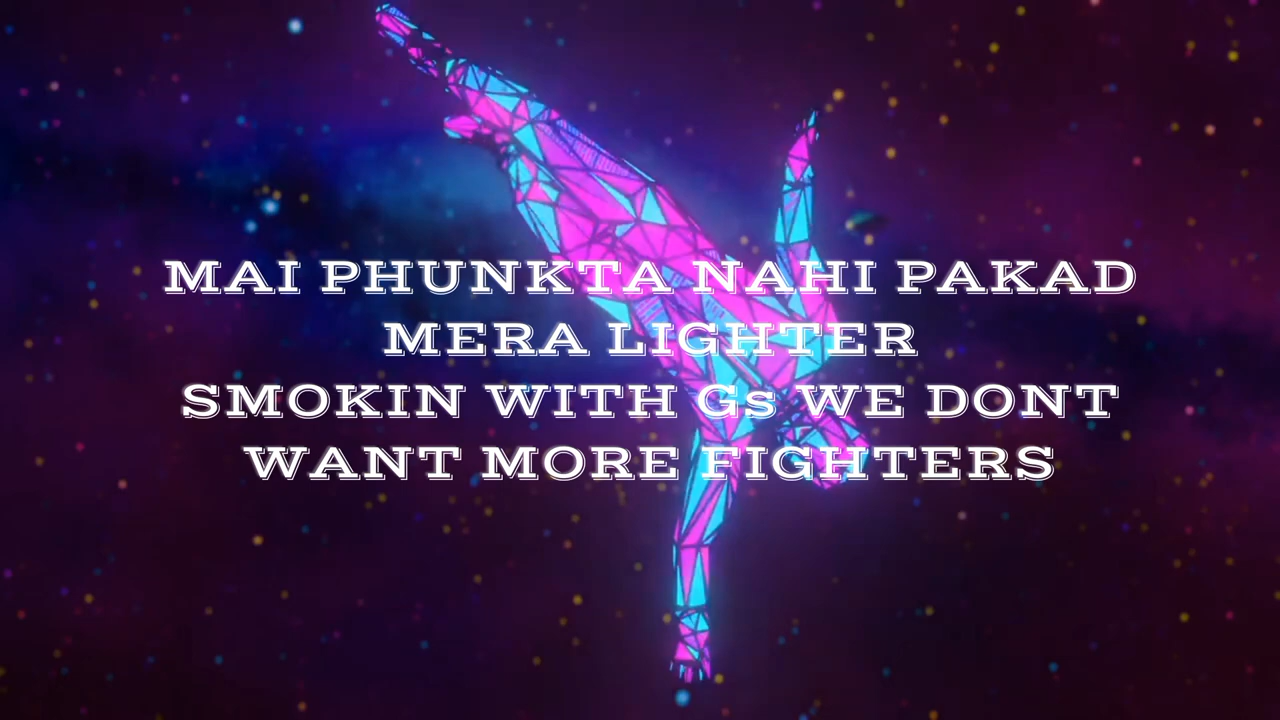 MAI PHUNKTA NAHI PAKAD
MERA LIGHTER
SMOKIN WITH Gs WE DONT
WANT MORE FIGHTERS